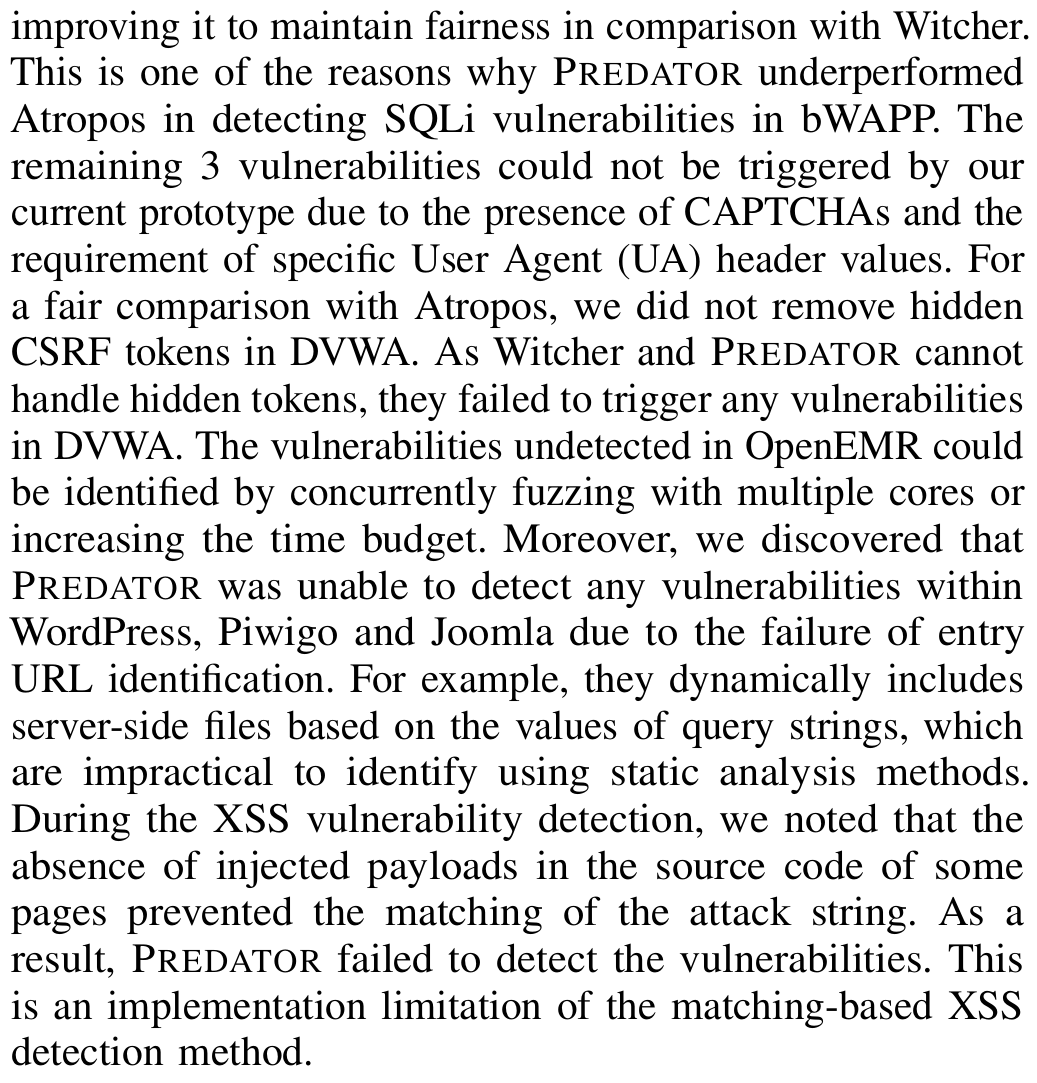 improving it to maintain fairness in comparison with Witcher.
This is one of the reasons why PREDATOR underperformed
Atropos in detecting SQLi vulnerabilities in bWAPP. The
remaining 3 vulnerabilities could not be triggered by our
current prototype due to the presence of CAPTCHAs and the
requirement of specific User Agent (UA) header values. For
a fair comparison with Atropos, we did not remove hidden
CSRF tokens in DVWA. As Witcher and PREDATOR cannot
handle hidden tokens, they failed to trigger any vulnerabilities
in DVWA. The vulnerabilities undetected in OpenEMR could
be identified by concurrently fuzzing with multiple cores or
increasing the time budget. Moreover, we discovered that
PREDATOR was unable to detect any vulnerabilities within
WordPress, Piwigo and Joomla due to the failure of entry
URL identification. For example, they dynamically includes
server-side files based on the values of query strings, which
are impractical to identify using static analysis methods.
During the XSS vulnerability detection, we noted that the
absence of injected payloads in the source code of some
pages prevented the matching of the attack string. As a
result, PREDATOR failed to detect the vulnerabilities. This
is an implementation limitation of the matching-based XSS
detection method.